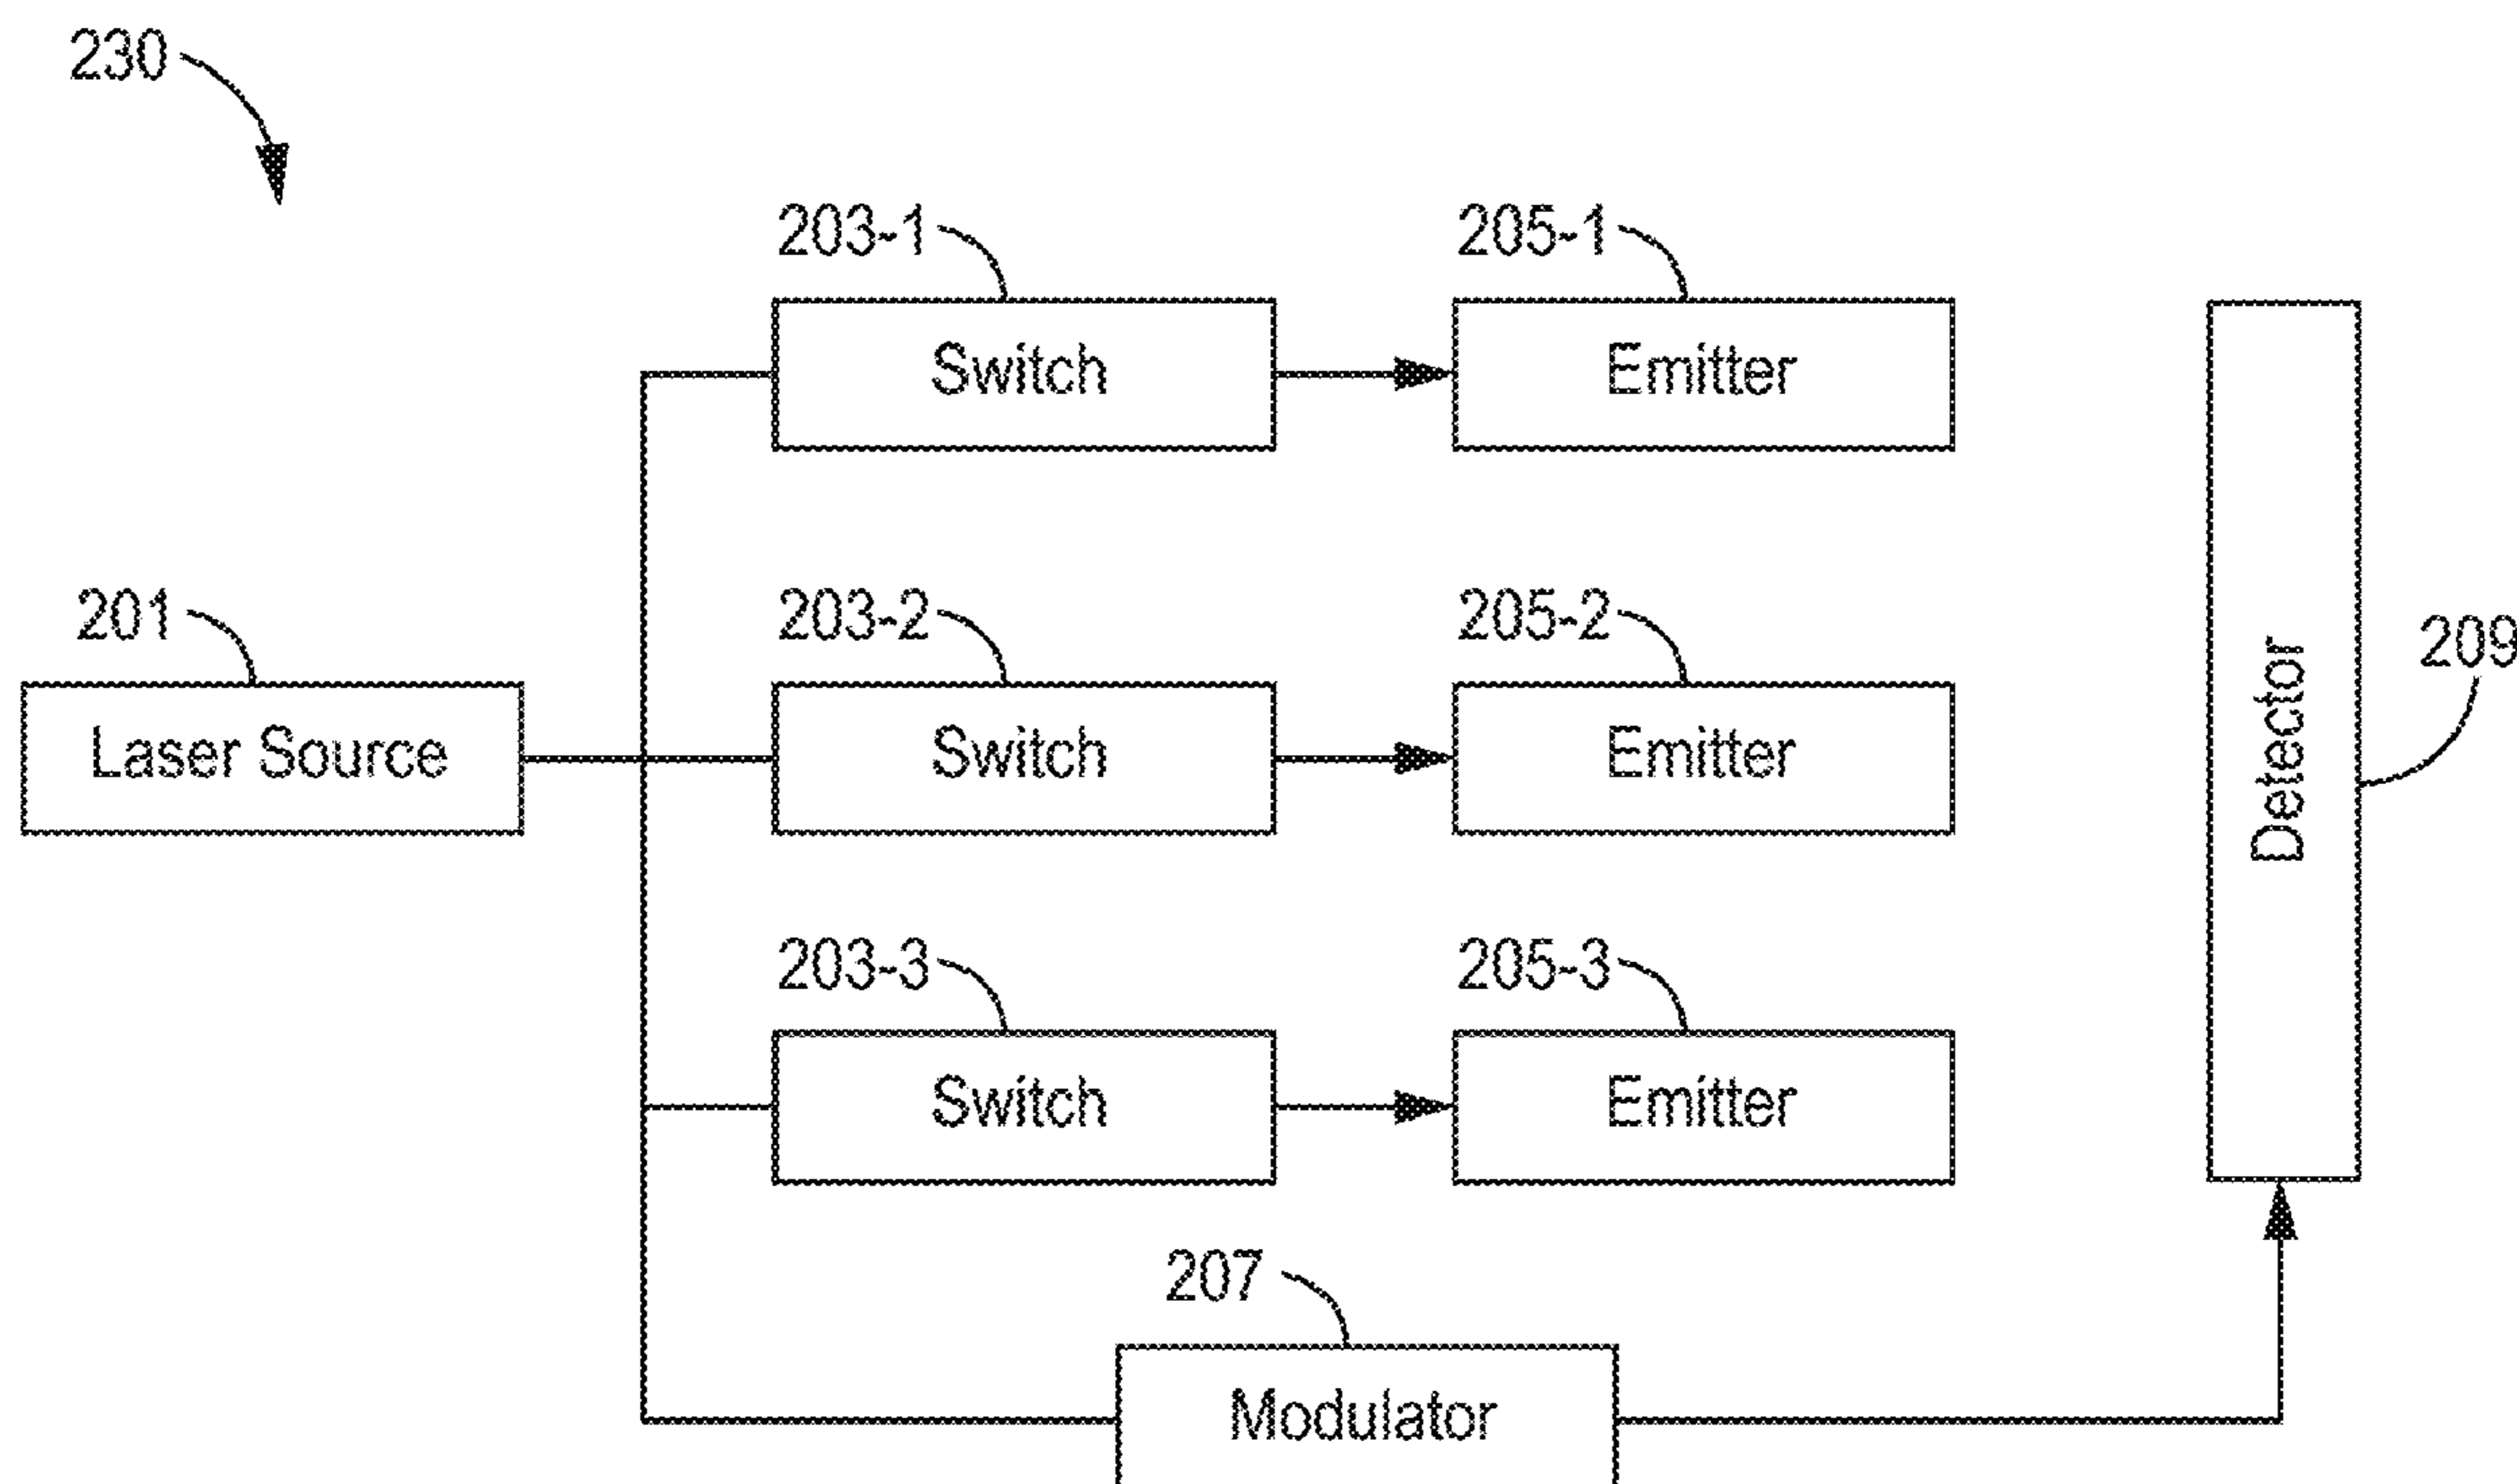 230
203-1
205-1
Switch
Emitter
201
203-2
205-2
209
Laser Source
Switch
Emitter
Detector
203-3
205-3
Switch
Emitter
207
Modulator